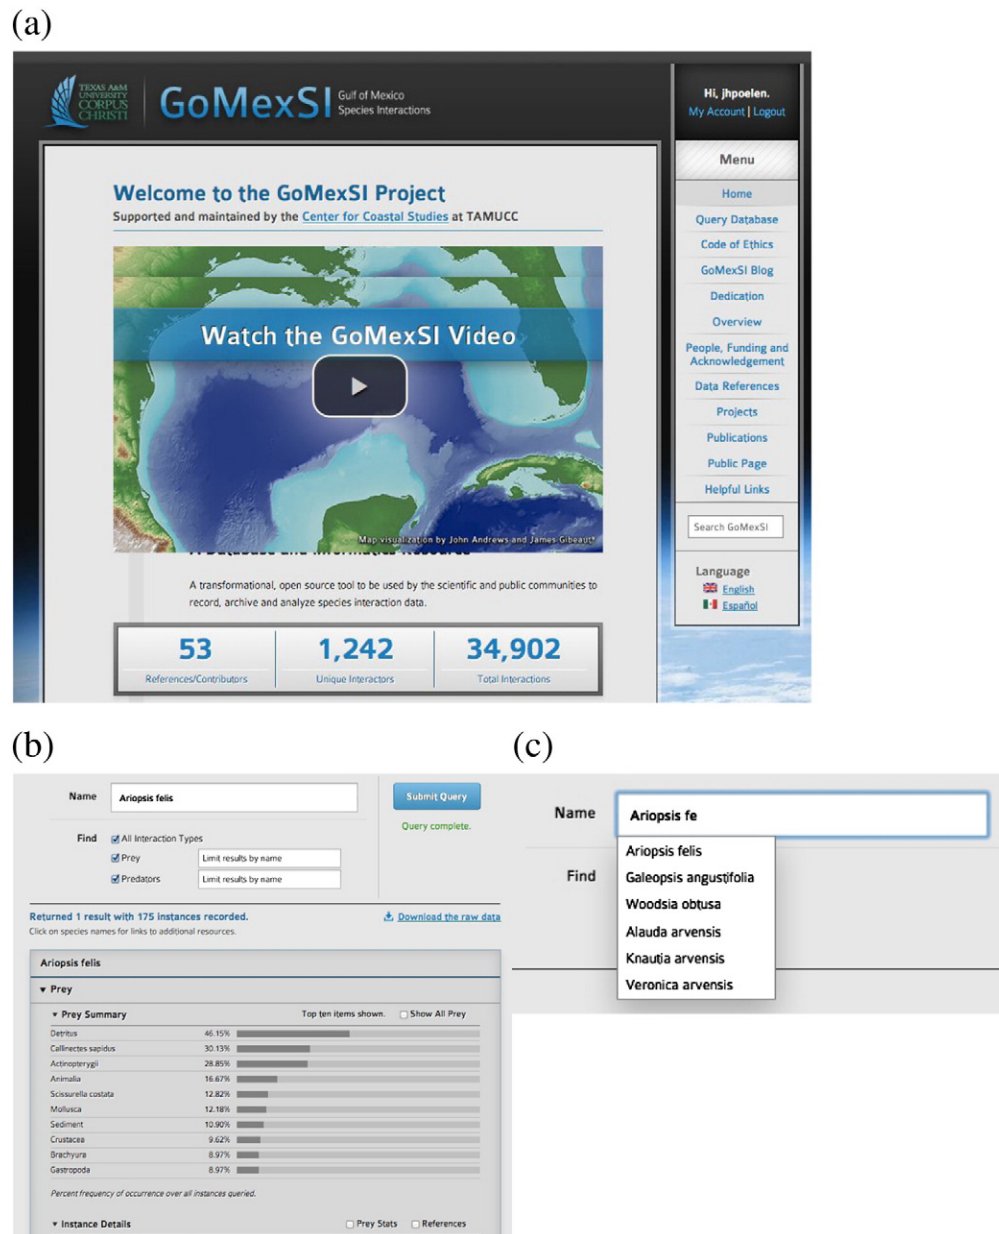 (a)
TEXAS A&M
UNIVERSITY
CORPUS
CHRISTI
GoMexSI
Gulf of Mexico
Species Interactions
Hi, jhpoelen.
My Account | Logout
Menu
Home
Query Database
Code of Ethics
GoMexSI Blog
Dedication
Overview
People, Funding and
Acknowledgement
Data References
Projects
Publications
Public Page
Helpful Links
Search GoMexSI
Language
English
Español
Welcome to the GoMexSI Project
Supported and maintained by the Center for Coastal Studies at TAMUCC
Watch the GoMexSI Video
Map visualization by John Andrews and James Gibeaut*
A Database and Informatics Resource
A transformational, open source tool to be used by the scientific and public communities to
record, archive and analyze species interaction data.
53 1,242 34,902
References/Contributors Unique Interactors Total Interactions
(b)
Name Ariopsis felis Submit Query
Query complete.
Find All Interaction Types
Prey Limit results by name
Predators Limit results by name
Returned 1 result with 175 instances recorded. Download the raw data
Click on species names for links to additional resources.
Ariopsis felis
▾ Prey
▾ Prey Summary Top ten items shown. Show All Prey
Detritus 46.15%
Callinectes sapidus 30.13%
Actinopterygii 28.85%
Animalia 16.67%
Scissurella costata 12.82%
Mollusca 12.18%
Sediment 10.90%
Crustacea 9.62%
Brachyura 8.97%
Gastropoda 8.97%
Percent frequency of occurrence over all instances queried.
▾ Instance Details Prey Stats References
(c)
Name Ariopsis fe
Find
Ariopsis felis
Galeopsis angustifolia
Woodsia obtusa
Alauda arvensis
Knautia arvensis
Veronica arvensis